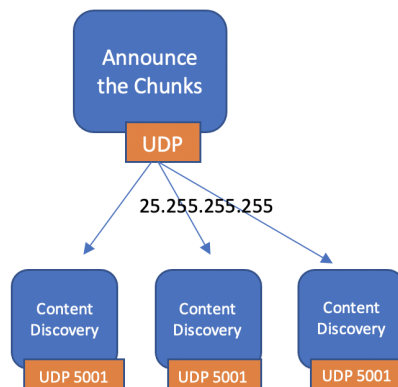 Announce
the Chunks
UDP
25.255.255.255
Content
Discovery
UDP 5001
Content
Discovery
UDP 5001
Content
Discovery
UDP 5001